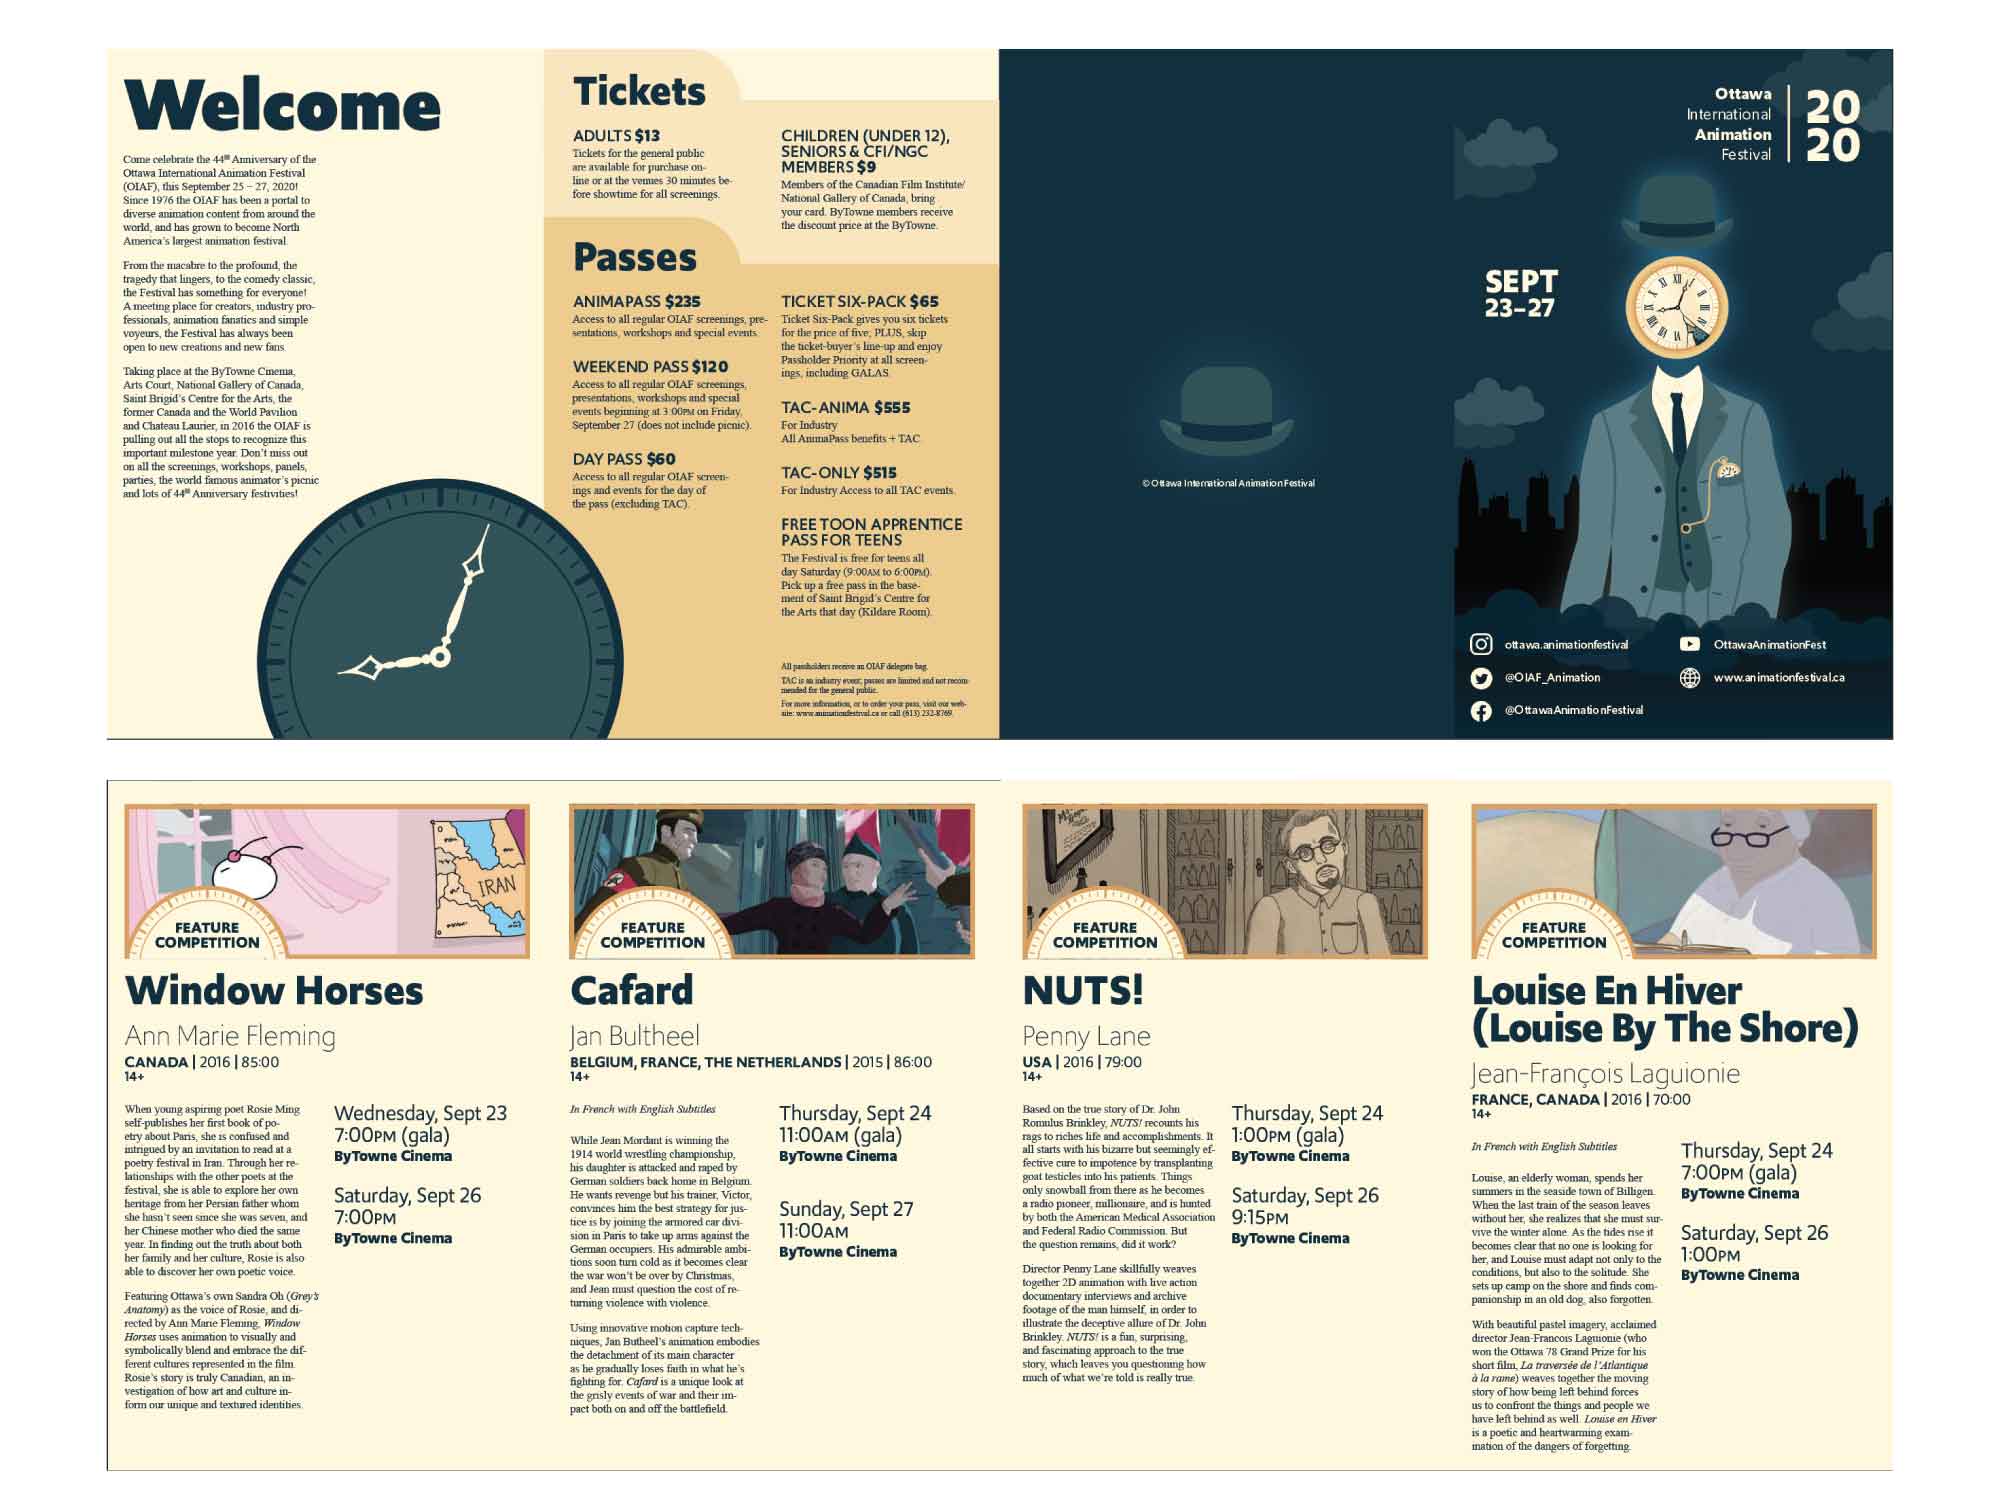 Welcome
Come celebrate the 44th Anniversary of the
Ottawa International Animation Festival
(OIAF), this September 25 – 27, 2020!
Since 1976 the OIAF has been a portal to
diverse animation content from around the
world, and has grown to become North
America's largest animation festival.
From the macabre to the profound, the
tragedy that lingers, to the comedy classic,
the Festival has something for everyone!
A meeting place for creators, industry pro-
fessionals, animation fanatics and simple
voyeurs, the Festival has always been
open to new creations and new fans.
Taking place at the ByTowne Cinema,
Arts Court, National Gallery of Canada,
Saint Brigid's Centre for the Arts, the
former Canada and the World Pavilion
and Chateau Laurier, in 2016 the OIAF is
pulling out all the stops to recognize this
important milestone year. Don't miss out
on all the screenings, workshops, panels,
parties, the world famous animator's picnic
and lots of 44th Anniversary festivities!
Tickets
ADULTS $13
Tickets for the general public
are available for purchase on-
line or at the venues 30 minutes be-
fore showtime for all screenings.
CHILDREN (UNDER 12),
SENIORS & CFI/NGC
MEMBERS $9
Members of the Canadian Film Institute/
National Gallery of Canada, bring
your card. ByTowne members receive
the discount price at the ByTowne.
Passes
ANIMAPASS $235
Access to all regular OIAF screenings, pre-
sentations, workshops and special events.
WEEKEND PASS $120
Access to all regular OIAF screenings,
presentations, workshops and special
events beginning at 3:00PM on Friday,
September 27 (does not include picnic).
DAY PASS $60
Access to all regular OIAF screen-
ings and events for the day of
the pass (excluding TAC).
TICKET SIX-PACK $65
Ticket Six-Pack gives you six tickets
for the price of five, PLUS, skip
the ticket-buyer's line-up and enjoy
Passholder Priority at all screen-
ings, including GALAS.
TAC-ANIMA $555
For Industry
All AnimaPass benefits + TAC.
TAC-ONLY $515
For Industry Access to all TAC events.
FREE TOON APPRENTICE
PASS FOR TEENS
The Festival is free for teens all
day Saturday (9:00AM to 6:00PM).
Pick up a free pass in the base-
ment of Saint Brigid's Centre for
the Arts that day (Kildare Room).
All passholders receive an OIAF delegate bag.
TAC is an industry event; passes are limited and not recom-
mended for the general public.
For more information, or to order your pass, visit our web-
site: www.animationfestival.ca or call (613) 232-8769.
© Ottawa International Animation Festival
Ottawa
International
Animation
Festival
20
20
SEPT
23–27
ottawa.animationfestival
@OIAF_Animation
@OttawaAnimationFestival
OttawaAnimationFest
www.animationfestival.ca
IRAN
FEATURE
COMPETITION
Window Horses
Ann Marie Fleming
CANADA | 2016 | 85:00
14+
When young aspiring poet Rosie Ming
self-publishes her first book of po-
etry about Paris, she is confused and
intrigued by an invitation to read at a
poetry festival in Iran. Through her re-
lationships with the other poets at the
festival, she is able to explore her own
heritage from her Persian father whom
she hasn't seen since she was seven, and
her Chinese mother who died the same
year. In finding out the truth about both
her family and her culture, Rosie is also
able to discover her own poetic voice.
Featuring Ottawa's own Sandra Oh (Grey's
Anatomy) as the voice of Rosie, and di-
rected by Ann Marie Fleming, Window
Horses uses animation to visually and
symbolically blend and embrace the dif-
ferent cultures represented in the film.
Rosie's story is truly Canadian, an in-
vestigation of how art and culture in-
form our unique and textured identities.
Wednesday, Sept 23
7:00PM (gala)
ByTowne Cinema
Saturday, Sept 26
7:00PM
ByTowne Cinema
FEATURE
COMPETITION
Cafard
Jan Bultheel
BELGIUM, FRANCE, THE NETHERLANDS | 2015 | 86:00
14+
In French with English Subtitles
While Jean Mordant is winning the
1914 world wrestling championship,
his daughter is attacked and raped by
German soldiers back home in Belgium.
He wants revenge but his trainer, Victor,
convinces him the best strategy for jus-
tice is by joining the armored car divi-
sion in Paris to take up arms against the
German occupiers. His admirable ambi-
tions soon turn cold as it becomes clear
the war won't be over by Christmas,
and Jean must question the cost of re-
turning violence with violence.
Using innovative motion capture tech-
niques, Jan Butheel's animation embodies
the detachment of its main character
as he gradually loses faith in what he's
fighting for. Cafard is a unique look at
the grisly events of war and their im-
pact both on and off the battlefield.
Thursday, Sept 24
11:00AM (gala)
ByTowne Cinema
Sunday, Sept 27
11:00AM
ByTowne Cinema
FEATURE
COMPETITION
NUTS!
Penny Lane
USA | 2016 | 79:00
14+
Based on the true story of Dr. John
Romulus Brinkley, NUTS! recounts his
rags to riches life and accomplishments. It
all starts with his bizarre but seemingly ef-
fective cure to impotence by transplanting
goat testicles into his patients. Things
only snowball from there as he becomes
a radio pioneer, millionaire, and is hunted
by both the American Medical Association
and Federal Radio Commission. But
the question remains, did it work?
Director Penny Lane skillfully weaves
together 2D animation with live action
documentary interviews and archive
footage of the man himself, in order to
illustrate the deceptive allure of Dr. John
Brinkley. NUTS! is a fun, surprising,
and fascinating approach to the true
story, which leaves you questioning how
much of what we're told is really true.
Thursday, Sept 24
1:00PM (gala)
ByTowne Cinema
Saturday, Sept 26
9:15PM
ByTowne Cinema
FEATURE
COMPETITION
Louise En Hiver
(Louise By The Shore)
Jean-François Laguionie
FRANCE, CANADA | 2016 | 70:00
14+
In French with English Subtitles
Louise, an elderly woman, spends her
summers in the seaside town of Billigen.
When the last train of the season leaves
without her, she realizes that she must sur-
vive the winter alone. As the tides rise it
becomes clear that no one is looking for
her, and Louise must adapt not only to the
conditions, but also to the solitude. She
sets up camp on the shore and finds com-
panionship in an old dog, also forgotten.
With beautiful pastel imagery, acclaimed
director Jean-Francois Laguionie (who
won the Ottawa 78 Grand Prize for his
short film, La traversée de l'Atlantique
à la rame) weaves together the moving
story of how being left behind forces
us to confront the things and people we
have left behind as well. Louise en Hiver
is a poetic and heartwarming exam-
ination of the dangers of forgetting.
Thursday, Sept 24
7:00PM (gala)
ByTowne Cinema
Saturday, Sept 26
1:00PM
ByTowne Cinema